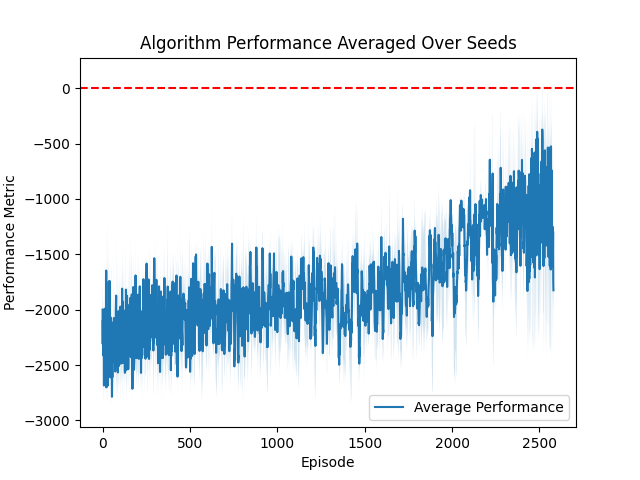 Algorithm Performance Averaged Over Seeds
Performance Metric
0
−500
−1000
−1500
−2000
−2500
−3000
0 500 1000 1500 2000 2500
Episode
Average Performance